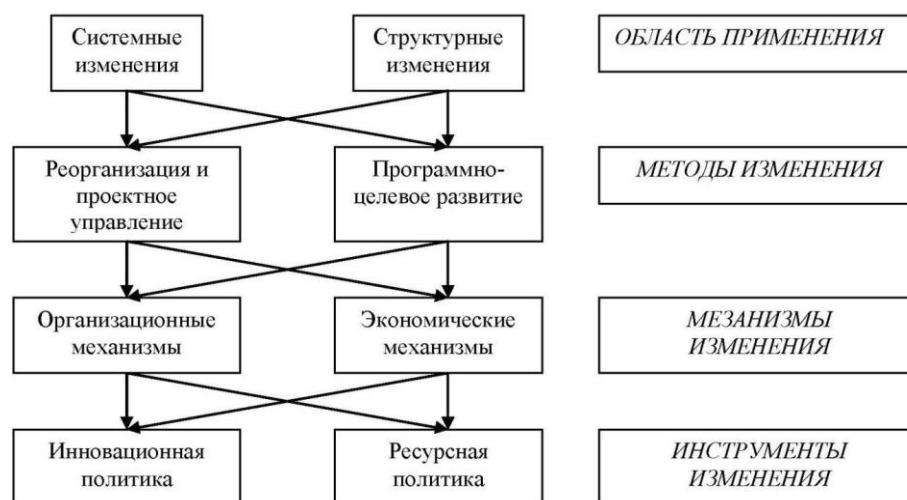 Системные
изменения
Структурные
изменения
ОБЛАСТЬ ПРИМЕНЕНИЯ
Реорганизация и
проектное
управление
Программно-
целевое развитие
МЕТОДЫ ИЗМЕНЕНИЯ
Организационные
механизмы
Экономические
механизмы
МЕЗАНИЗМЫ
ИЗМЕНЕНИЯ
Инновационная
политика
Ресурсная
политика
ИНСТРУМЕНТЫ
ИЗМЕНЕНИЯ